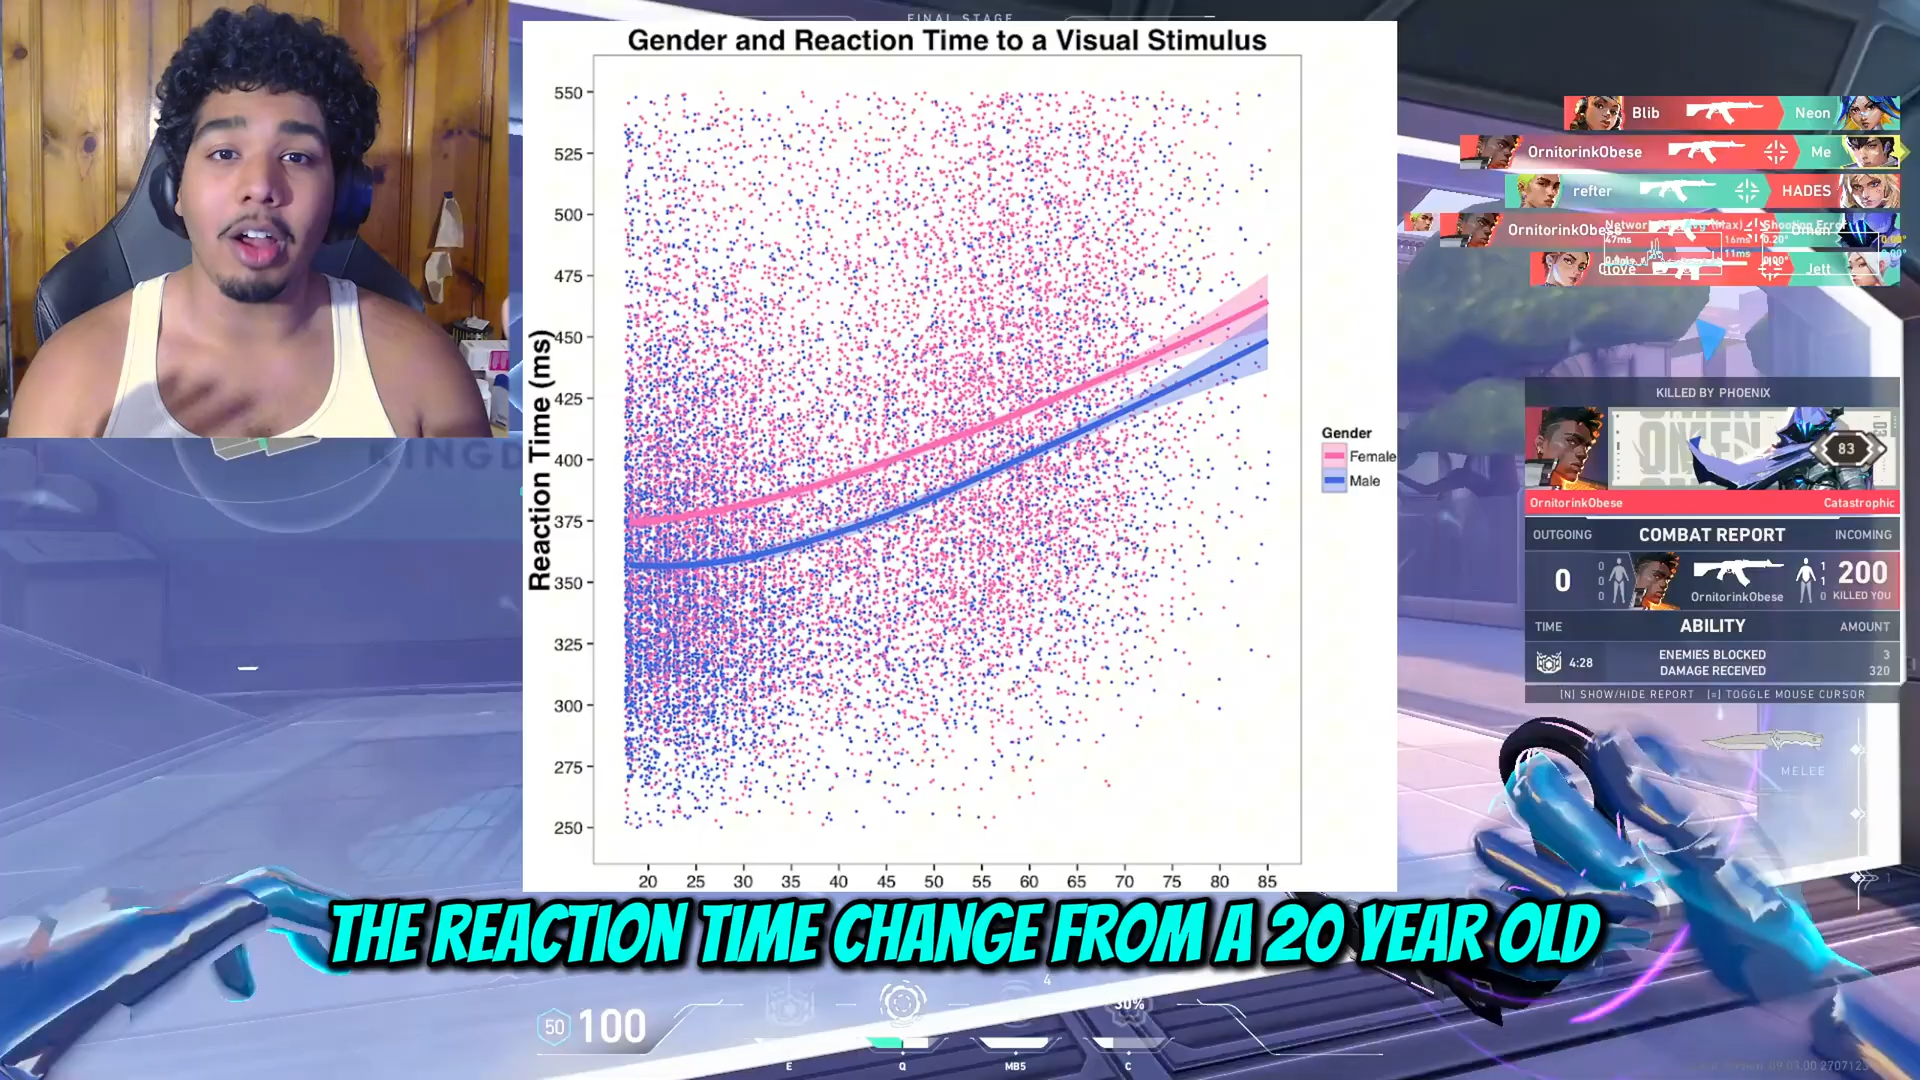 FINAL STAGE
Gender and Reaction Time to a Visual Stimulus
Reaction Time (ms)
550
525
500
475
450
425
400
375
350
325
300
275
250
20 25 30 35 40 45 50 55 60 65 70 75 80 85
Gender
Female
Male
Blib Neon
OrnitorinkObese Me
refter HADES
OrnitorinkObese
Clove Jett
KILLED BY PHOENIX
83
OrnitorinkObese Catastrophic
OUTGOING COMBAT REPORT INCOMING
0 200
OrnitorinkObese KILLED YOU
TIME ABILITY AMOUNT
4:28 ENEMIES BLOCKED 3
DAMAGE RECEIVED 320
[N] SHOW/HIDE REPORT [=] TOGGLE MOUSE CURSOR
MELEE
THE REACTION TIME CHANGE FROM A 20 YEAR OLD
50 100
4
30%
E Q MB5 C